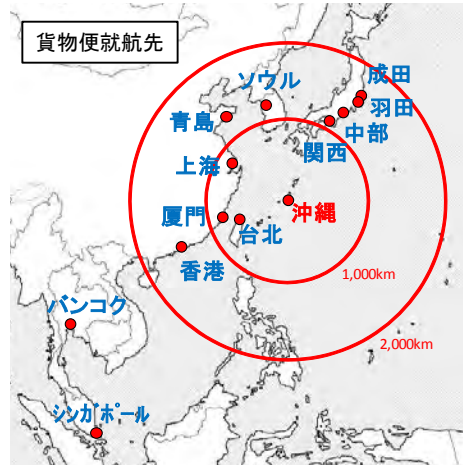 貨物便就航先
成田
ソウル
羽田
青島
中部
関西
上海
厦門
沖縄
台北
香港
1,000km
バンコク
2,000km
シンガポール